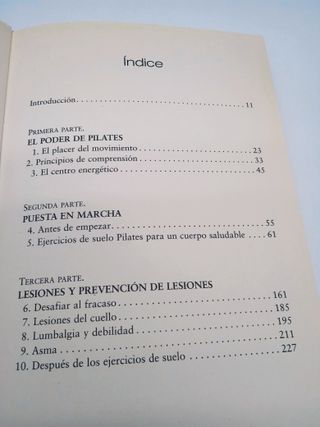 Índice
Introducción. 11
PRIMERA PARTE.
EL PODER DE PILATES
1. El placer del movimiento 23
2. Principios de comprensión 33
3. El centro energético 45
SEGUNDA PARTE.
PUESTA EN MARCHA
4. Antes de empezar 55
5. Ejercicios de suelo Pilates para un cuerpo saludable 61
TERCERA PARTE.
LESIONES Y PREVENCIÓN DE LESIONES
6. Desafiar al fracaso 161
7. Lesiones del cuello 185
8. Lumbalgia y debilidad 195
9. Asma 211
10. Después de los ejercicios de suelo 227